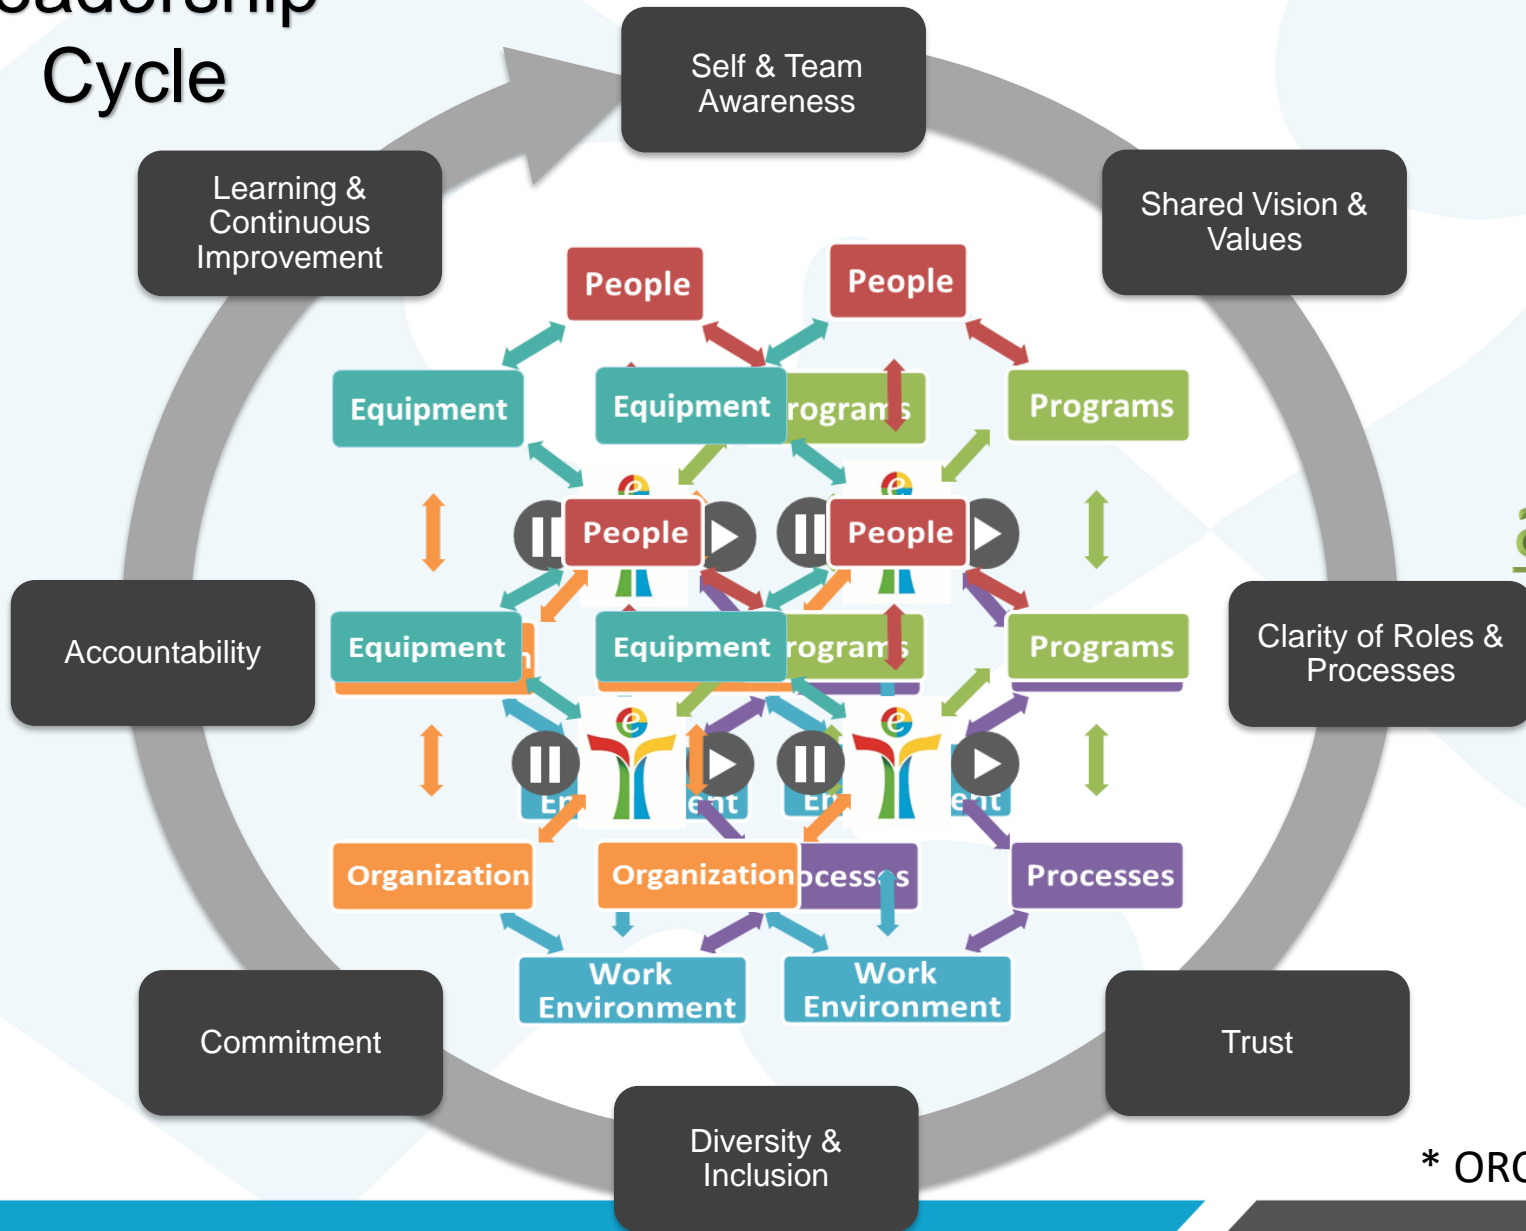 Cycle
Self & Team
Awareness
Learning &
Continuous
Improvement
Shared Vision &
Values
People
People
Equipment
Equipment
Programs
People
People
Equipment
Equipment
Programs
Accountability
Clarity of Roles &
Processes
Organization
Organization
Processes
Work
Environment
Work
Environment
Commitment
Trust
Diversity &
Inclusion